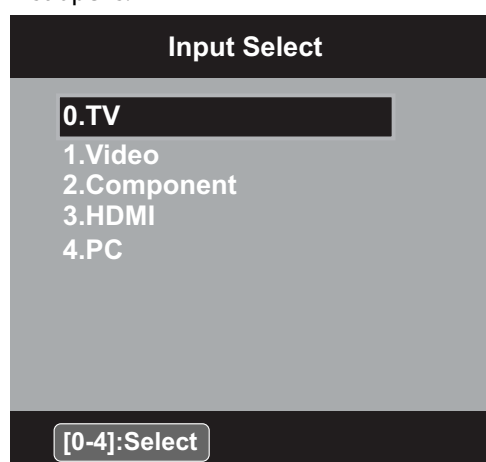 Input Select
0.TV
1.Video
2.Component
3.HDMI
4.PC
[0-4]:Select